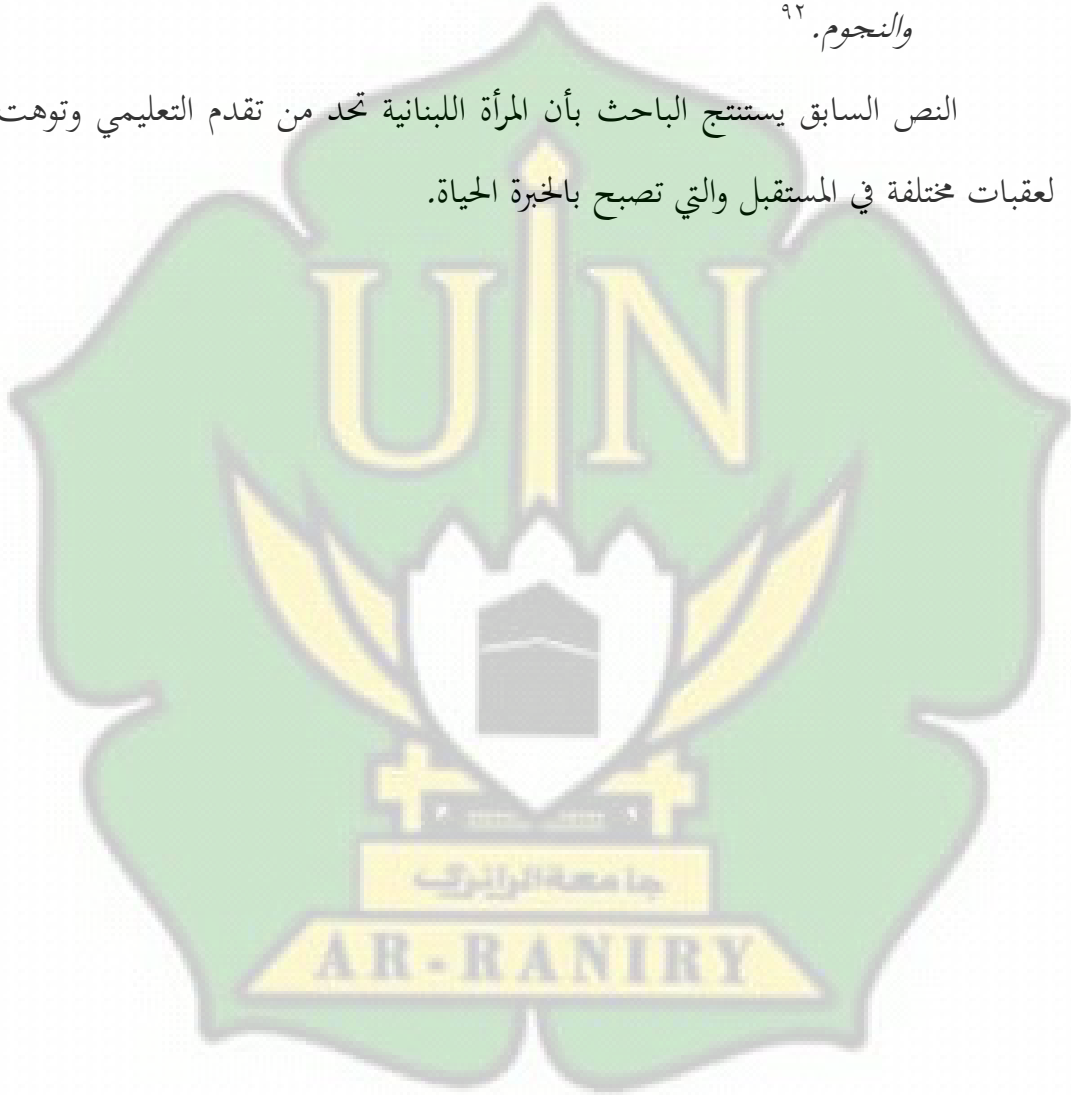 والنجوم.٩٢
النص السابق يستنتج الباحث بأن المرأة اللبنانية تحد من تقدم التعليمي وتوهت
لعقبات مختلفة في المستقبل والتي تصبح بالخبرة الحياة.
UIN
جامعة الرانري
AR-RANIRY